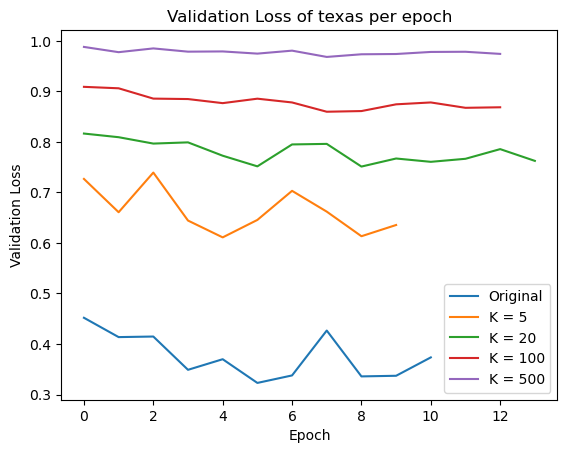 Validation Loss of texas per epoch
Validation Loss
1.0
0.9
0.8
0.7
0.6
0.5
0.4
0.3
Original
K = 5
K = 20
K = 100
K = 500
0 2 4 6 8 10 12
Epoch